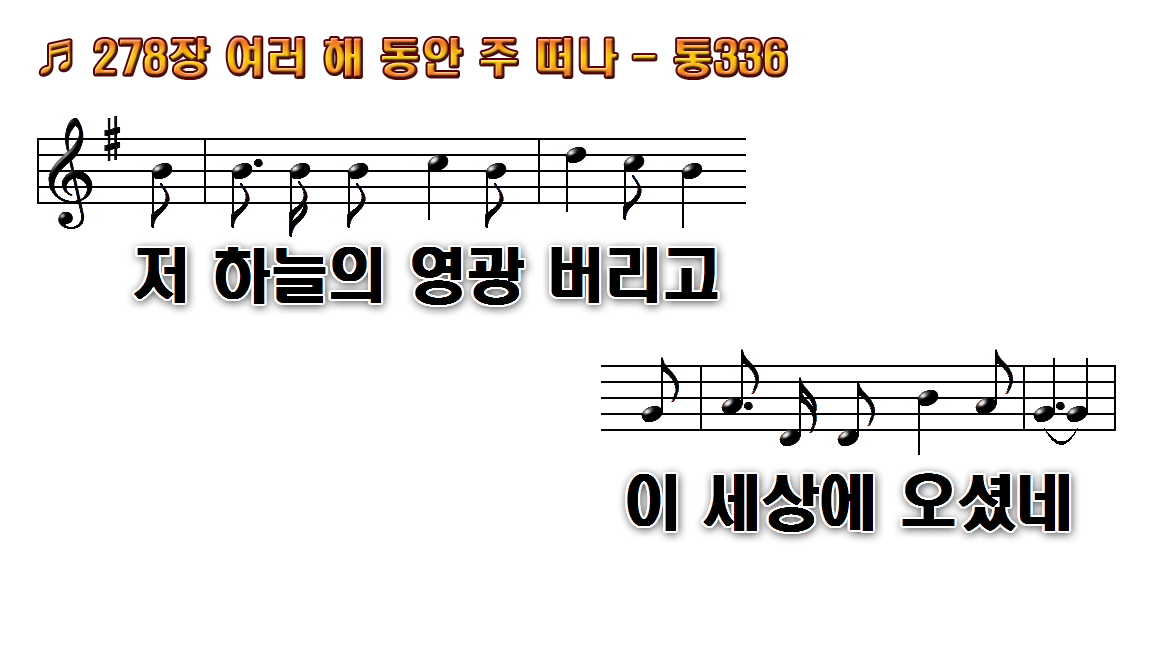 ♬ 278장 여러 해 동안 주 떠나 - 통336
저 하늘의 영광 버리고
이 세상에 오셨네